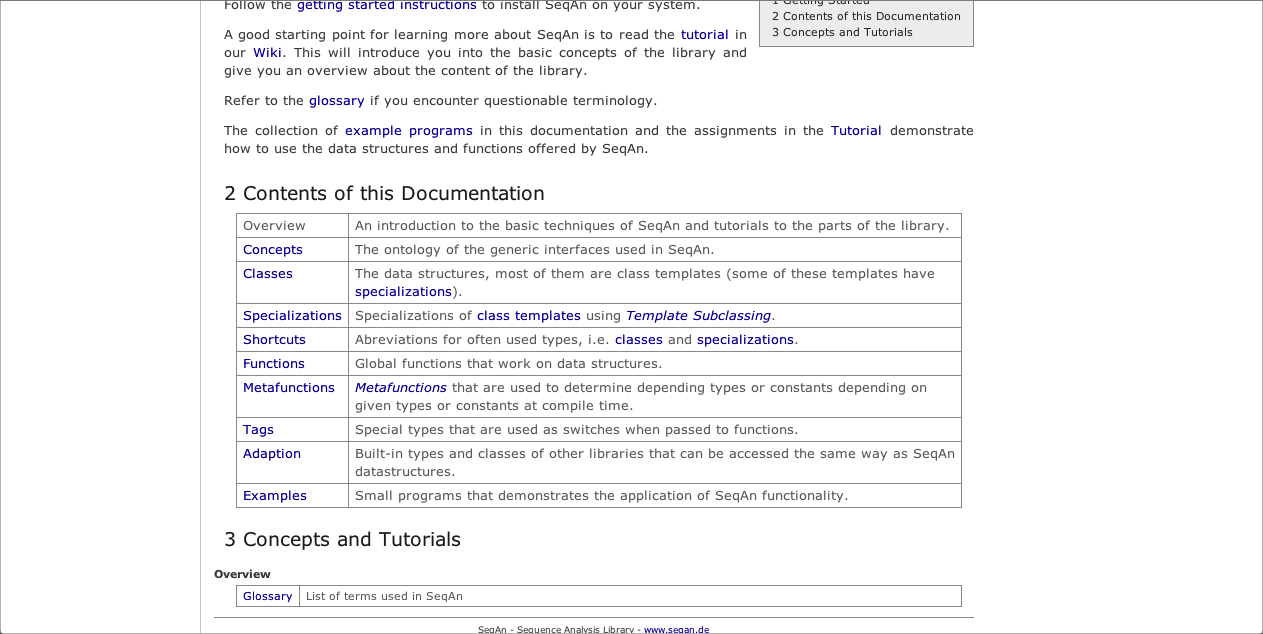 Follow the getting started instructions to install SeqAn on your system.
1 Getting Started
2 Contents of this Documentation
3 Concepts and Tutorials
A good starting point for learning more about SeqAn is to read the tutorial in
our Wiki. This will introduce you into the basic concepts of the library and
give you an overview about the content of the library.
Refer to the glossary if you encounter questionable terminology.
The collection of example programs in this documentation and the assignments in the Tutorial demonstrate
how to use the data structures and functions offered by SeqAn.
2 Contents of this Documentation
Overview An introduction to the basic techniques of SeqAn and tutorials to the parts of the library.
Concepts The ontology of the generic interfaces used in SeqAn.
Classes The data structures, most of them are class templates (some of these templates have
specializations).
Specializations Specializations of class templates using Template Subclassing.
Shortcuts Abreviations for often used types, i.e. classes and specializations.
Functions Global functions that work on data structures.
Metafunctions Metafunctions that are used to determine depending types or constants depending on
given types or constants at compile time.
Tags Special types that are used as switches when passed to functions.
Adaption Built-in types and classes of other libraries that can be accessed the same way as SeqAn
datastructures.
Examples Small programs that demonstrates the application of SeqAn functionality.
3 Concepts and Tutorials
Overview
Glossary List of terms used in SeqAn
SeqAn - Sequence Analysis Library - www.seqan.de